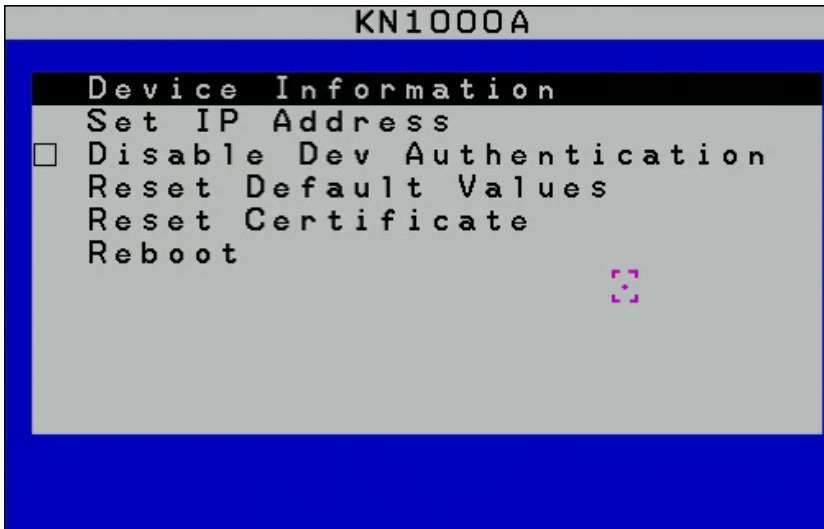 KN1000A
Device Information
Set IP Address
Disable Dev Authentication
Reset Default Values
Reset Certificate
Reboot